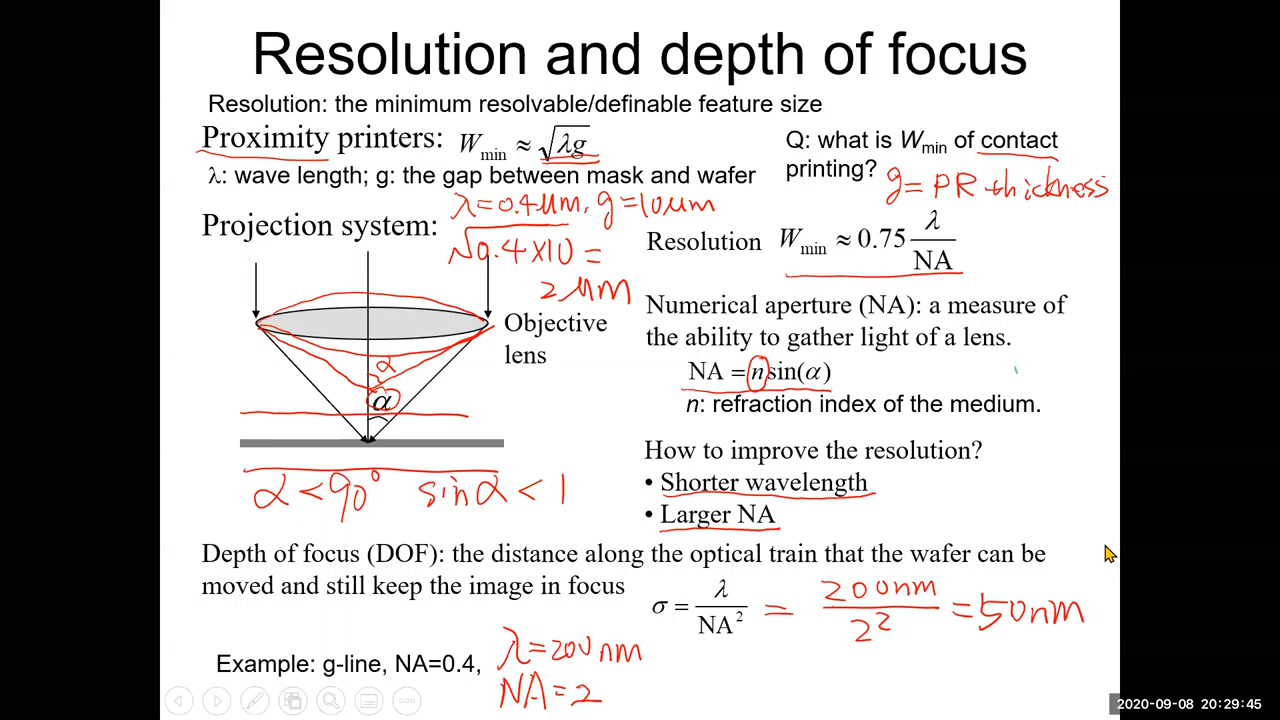 Resolution and depth of focus
Resolution: the minimum resolvable/definable feature size
Proximity printers: W_min ≈ √λg
λ: wave length; g: the gap between mask and wafer
Q: what is W_min of contact
printing?
g = PR thickness
λ=0.4μm, g=10μm
√0.4×10 =
2μm
Projection system:
Resolution W_min ≈ 0.75 λ/NA
Objective
lens
α
α
Numerical aperture (NA): a measure of
the ability to gather light of a lens.
NA = n sin(α)
n: refraction index of the medium.
α < 90° sinα < 1
How to improve the resolution?
• Shorter wavelength
• Larger NA
Depth of focus (DOF): the distance along the optical train that the wafer can be
moved and still keep the image in focus
σ = λ/NA² = 200nm/2² = 50nm
Example: g-line, NA=0.4,
λ=200nm
NA=2
2020-09-08 20:29:45